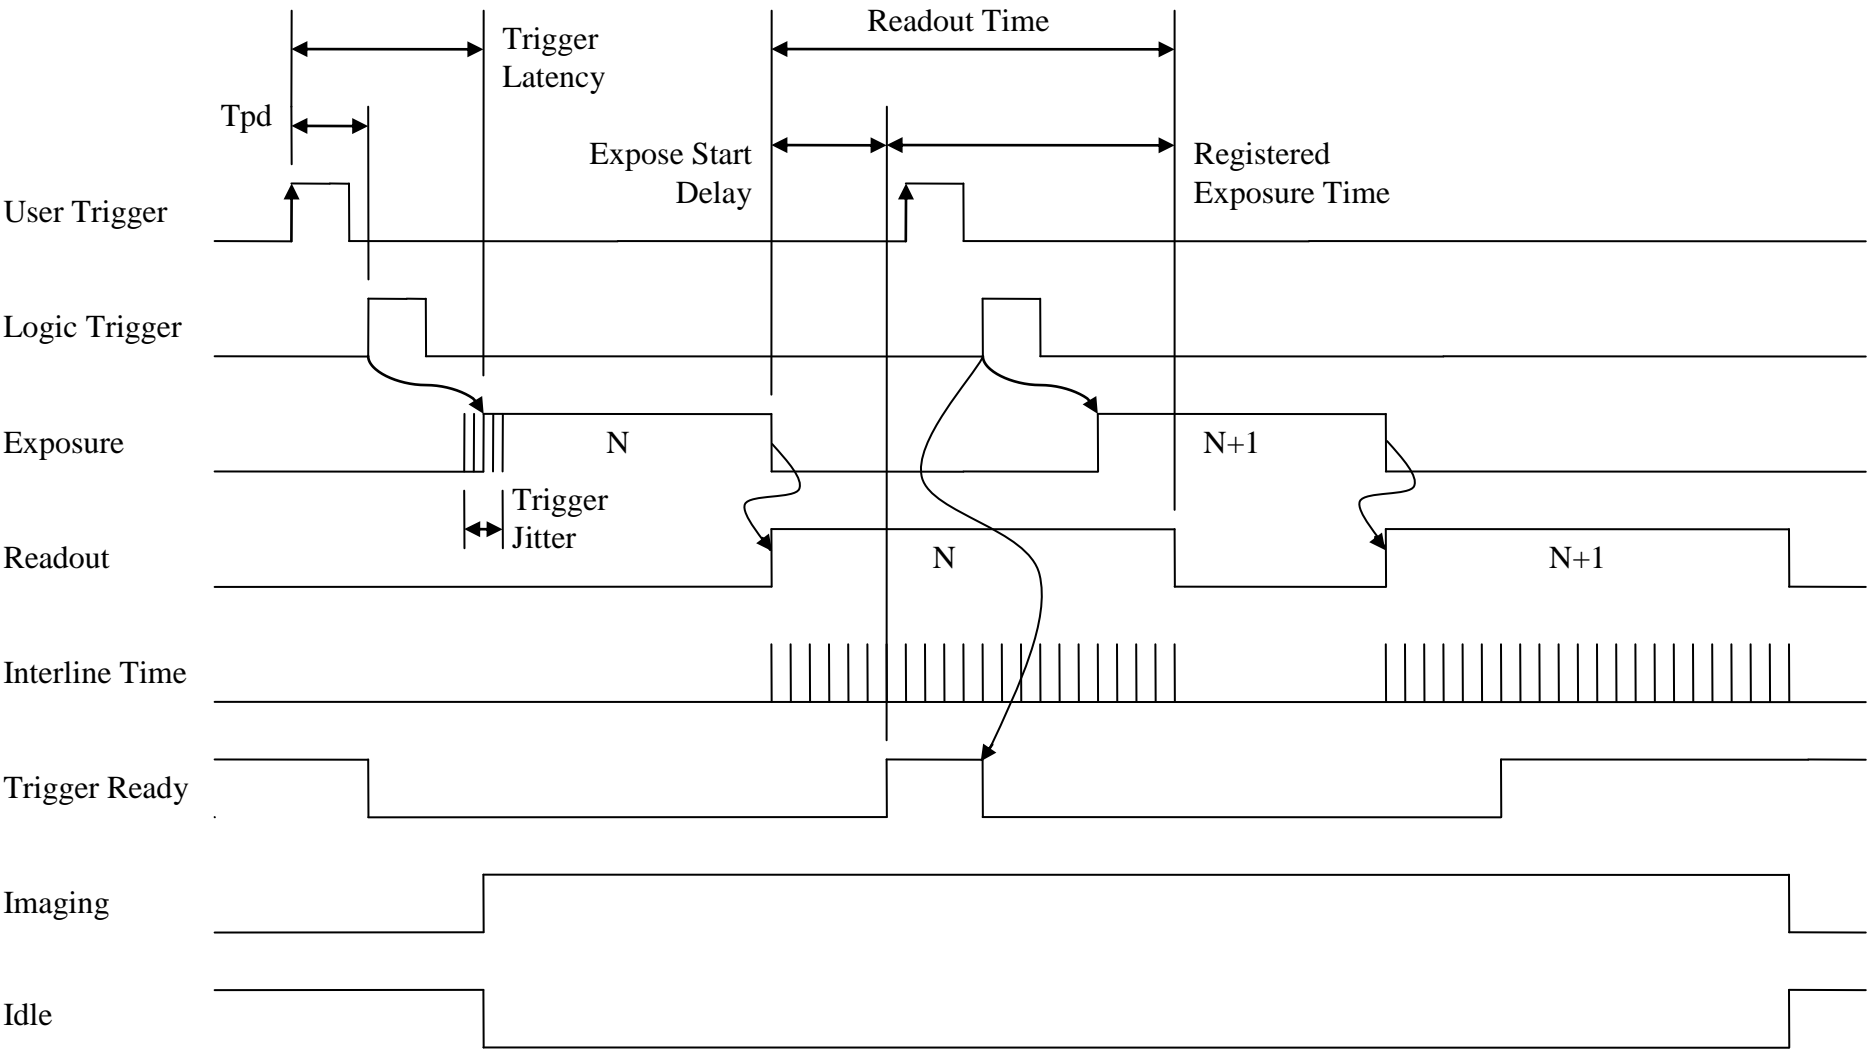 Readout Time
Trigger
Latency
Tpd
Expose Start
Delay
Registered
Exposure Time
User Trigger
Logic Trigger
Exposure
N
N+1
Trigger
Jitter
Readout
N
N+1
Interline Time
Trigger Ready
Imaging
Idle